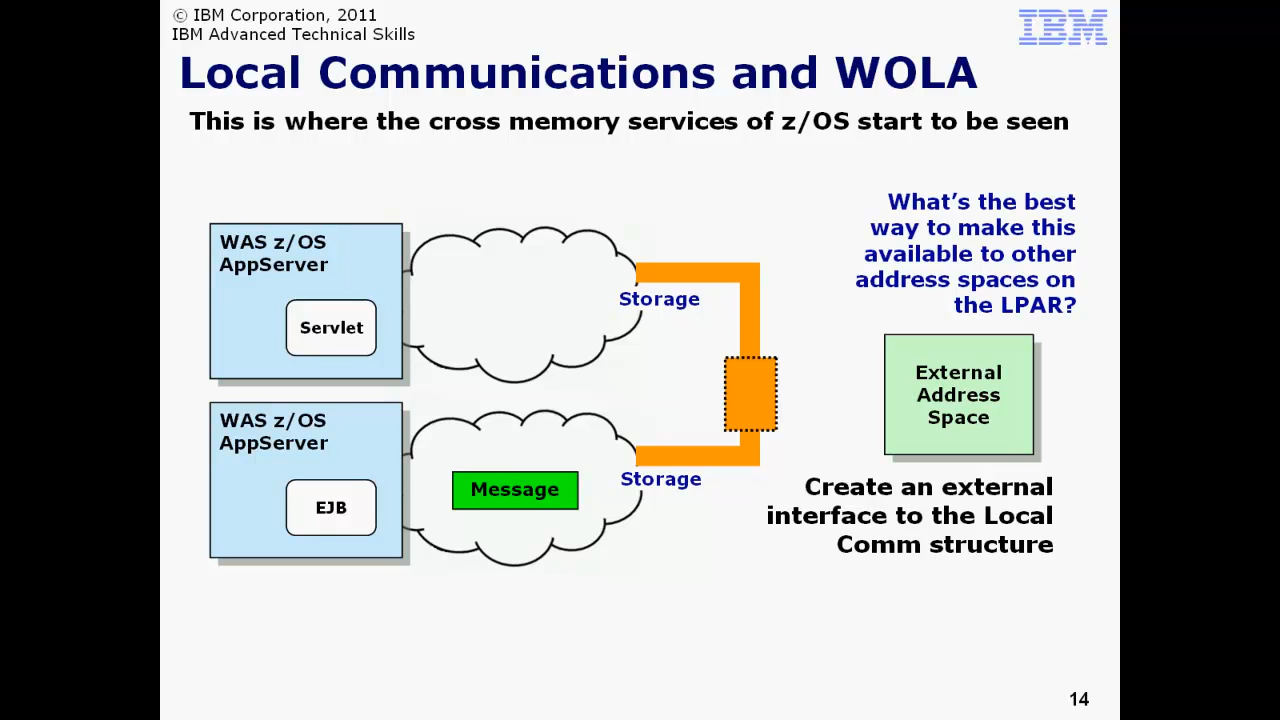 © IBM Corporation, 2011
IBM Advanced Technical Skills
IBM
Local Communications and WOLA
This is where the cross memory services of z/OS start to be seen
What’s the best
way to make this
available to other
address spaces on
the LPAR?
WAS z/OS
AppServer
Servlet
Storage
External
Address
Space
WAS z/OS
AppServer
EJB
Message
Storage
Create an external
interface to the Local
Comm structure
14